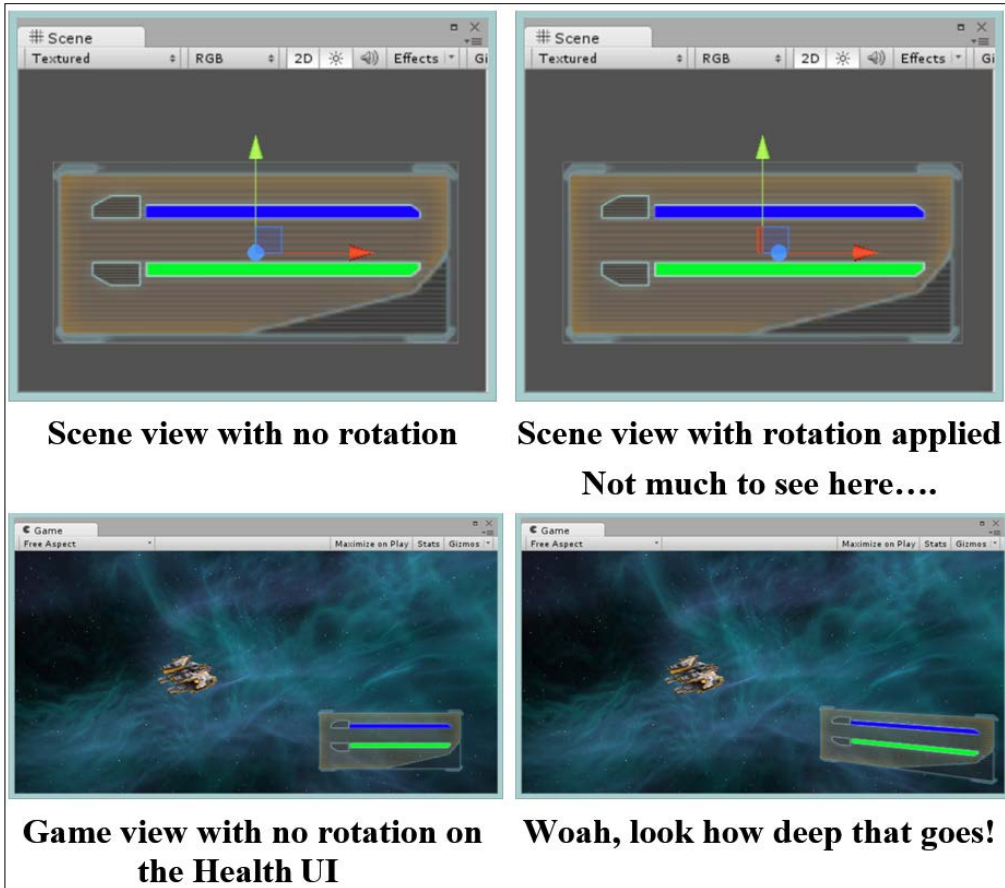 # Scene
Textured RGB 2D Effects Gi
# Scene
Textured RGB 2D Effects Gi
Scene view with no rotation
Scene view with rotation applied
Not much to see here....
Game
Free Aspect Maximize on Play Stats Gizmos
Game
Free Aspect Maximize on Play Stats Gizmos
Game view with no rotation on
the Health UI
Woah, look how deep that goes!